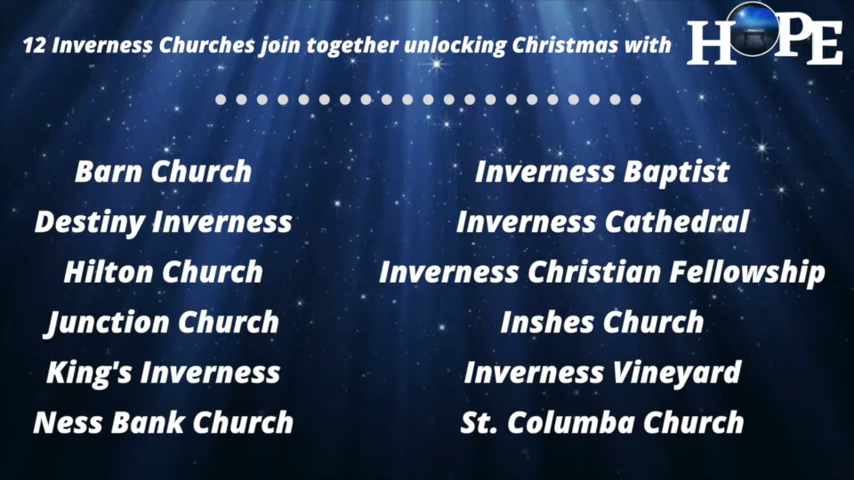 12 Inverness Churches join together unlocking Christmas with HOPE
Barn Church
Destiny Inverness
Hilton Church
Junction Church
King's Inverness
Ness Bank Church
Inverness Baptist
Inverness Cathedral
Inverness Christian Fellowship
Inshes Church
Inverness Vineyard
St. Columba Church